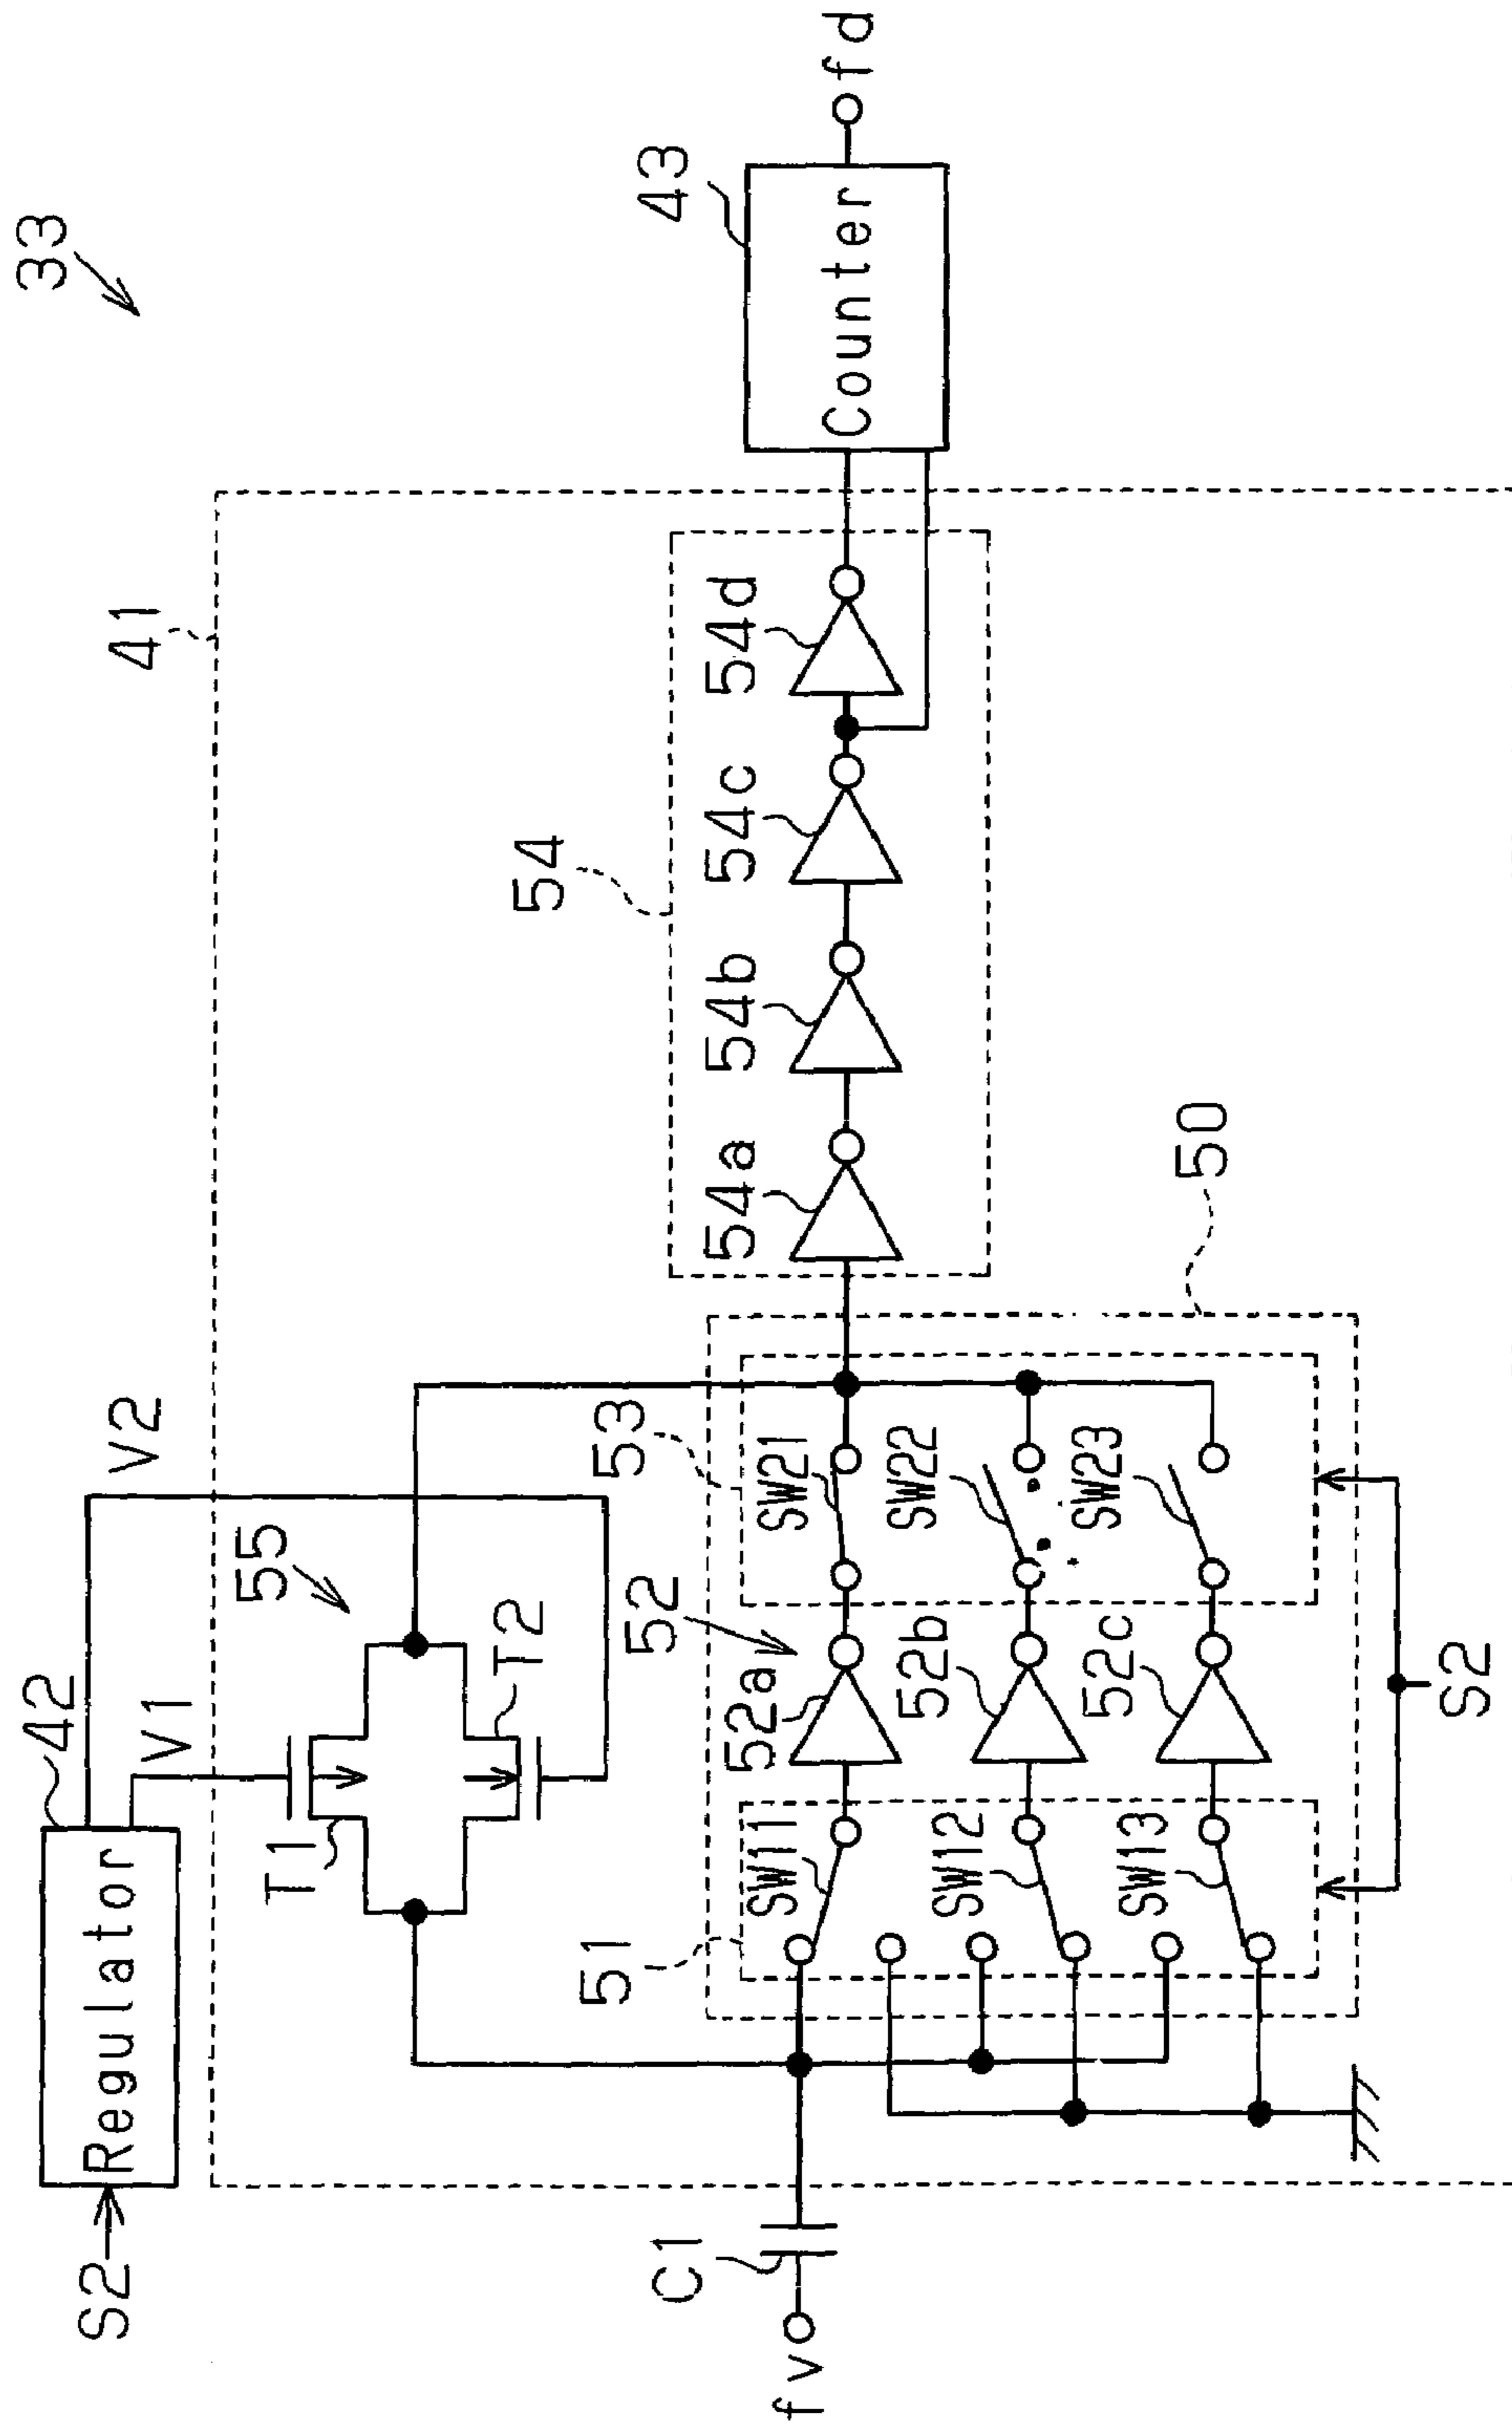 33
S2
Regulator
42
V1
V2
41
T1
T2
55
54
54a
54b
54c
54d
43
Counter
fd
fv
C1
51
SW11
SW12
SW13
52
52a
52b
52c
53
SW21
SW22
SW23
50
S2